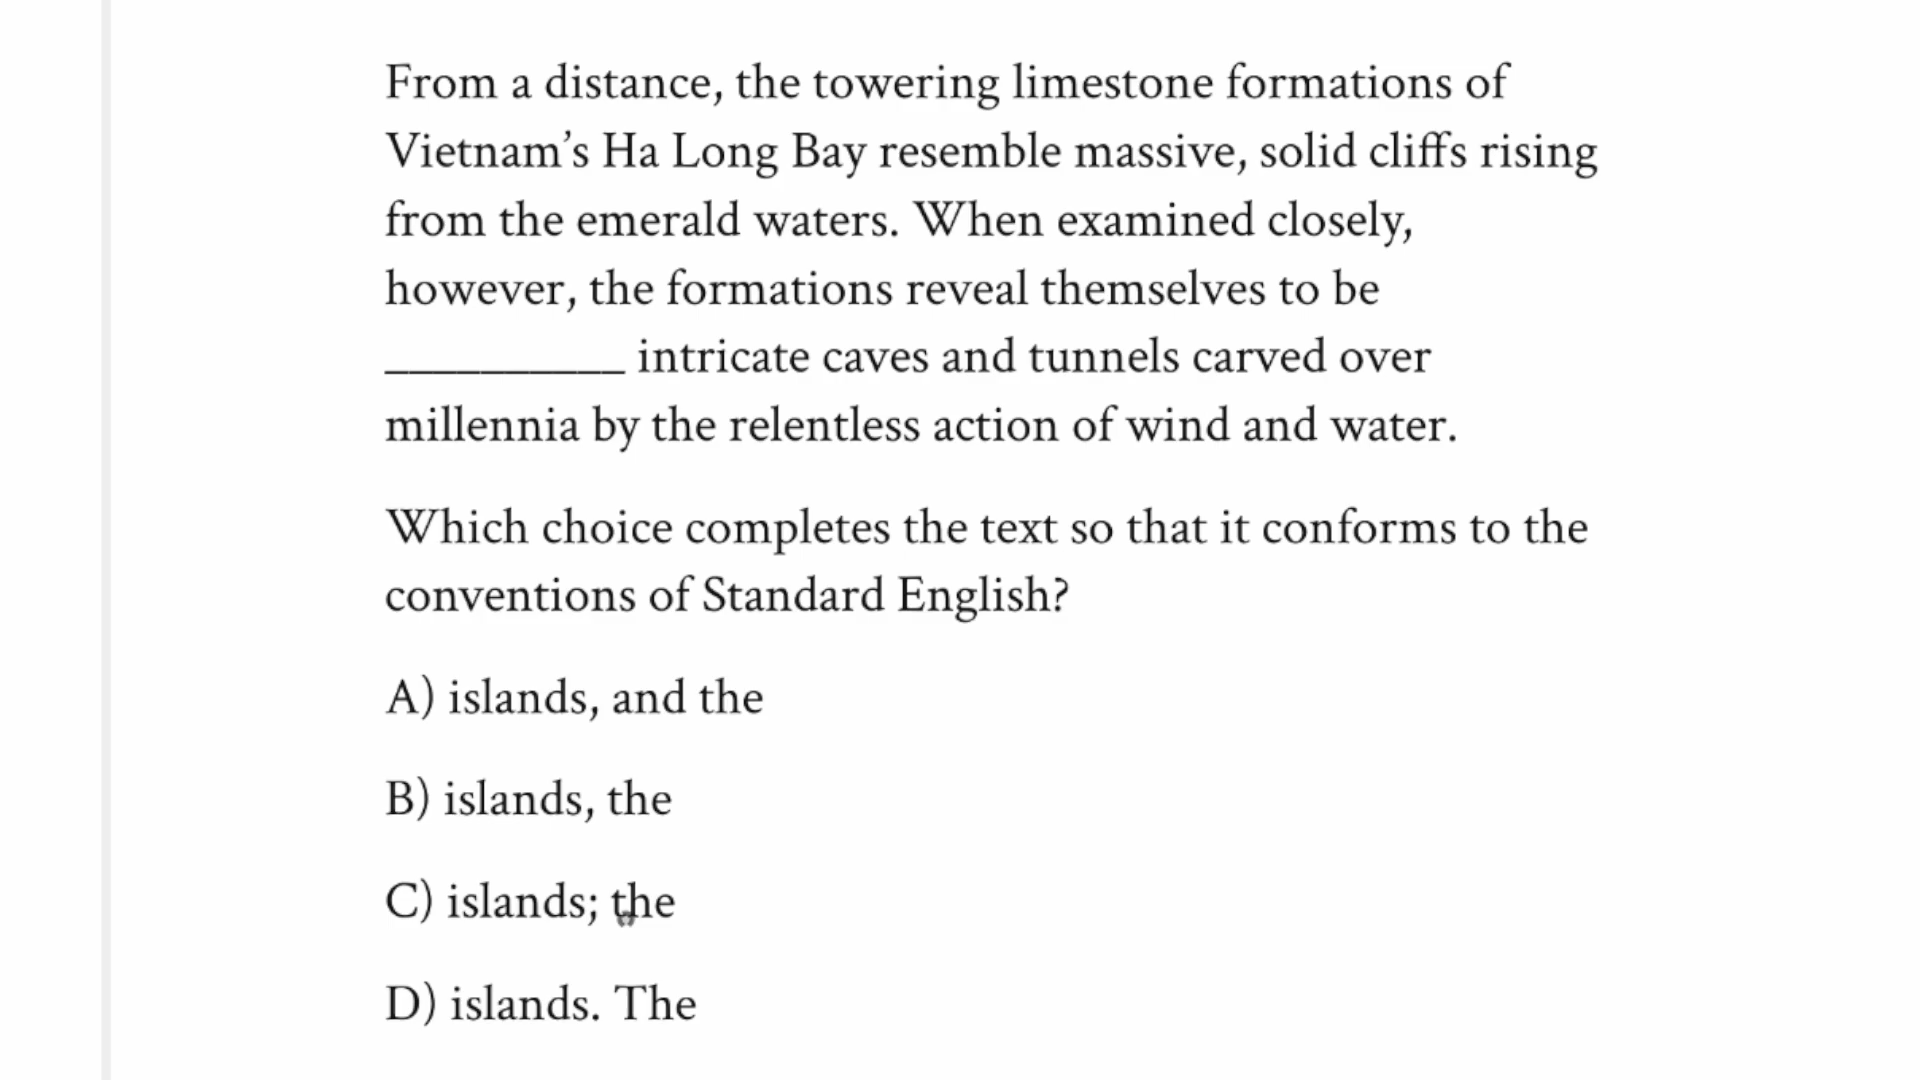 From a distance, the towering limestone formations of
Vietnam’s Ha Long Bay resemble massive, solid cliffs rising
from the emerald waters. When examined closely,
however, the formations reveal themselves to be
__________ intricate caves and tunnels carved over
millennia by the relentless action of wind and water.
Which choice completes the text so that it conforms to the
conventions of Standard English?
A) islands, and the
B) islands, the
C) islands; the
D) islands. The